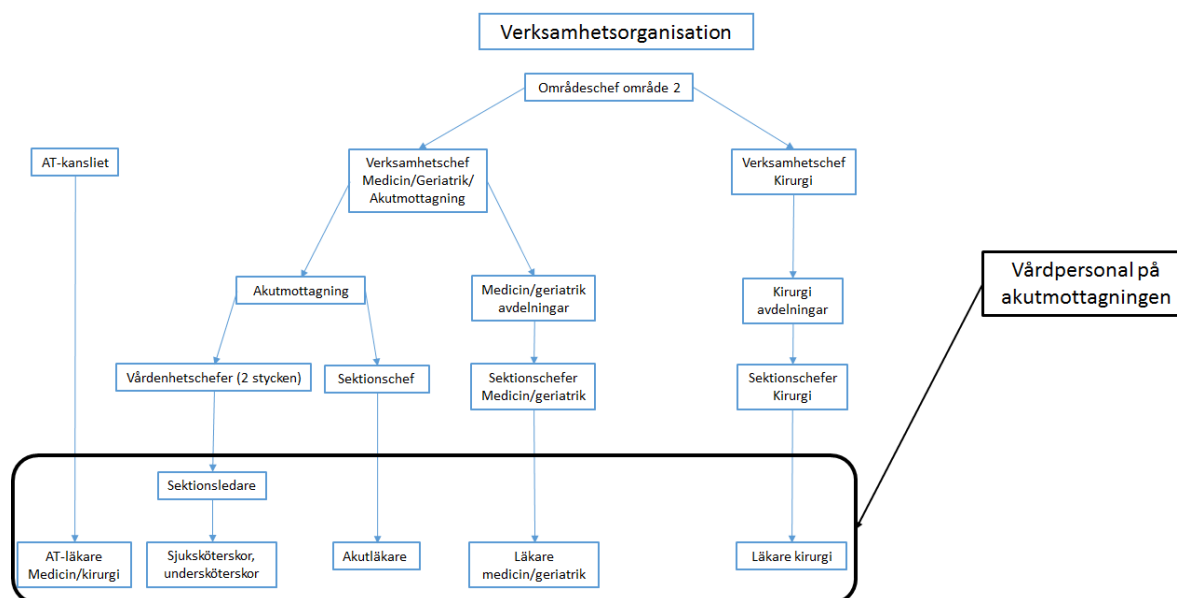 Verksamhetsorganisation
Områdeschef område 2
AT-kansliet
Verksamhetschef
Medicin/Geriatrik/
Akutmottagning
Verksamhetschef
Kirurgi
Akutmottagning
Medicin/geriatrik
avdelningar
Kirurgi
avdelningar
Vårdpersonal på
akutmottagningen
Vårdenhetschefer (2 stycken)
Sektionschef
Sektionschefer
Medicin/geriatrik
Sektionschefer
Kirurgi
Sektionsledare
AT-läkare
Medicin/kirurgi
Sjuksköterskor,
undersköterskor
Akutläkare
Läkare
medicin/geriatrik
Läkare kirurgi